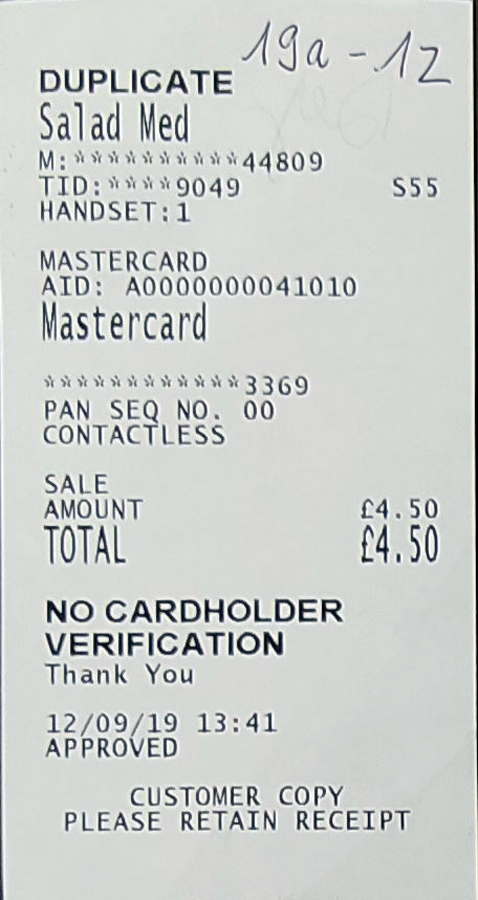 19a-12
DUPLICATE
Salad Med
M:**********44809
TID:****9049 S55
HANDSET:1
MASTERCARD
AID: A0000000041010
Mastercard
************3369
PAN SEQ NO. 00
CONTACTLESS
SALE
AMOUNT £4.50
TOTAL £4.50
NO CARDHOLDER
VERIFICATION
Thank You
12/09/19 13:41
APPROVED
CUSTOMER COPY
PLEASE RETAIN RECEIPT